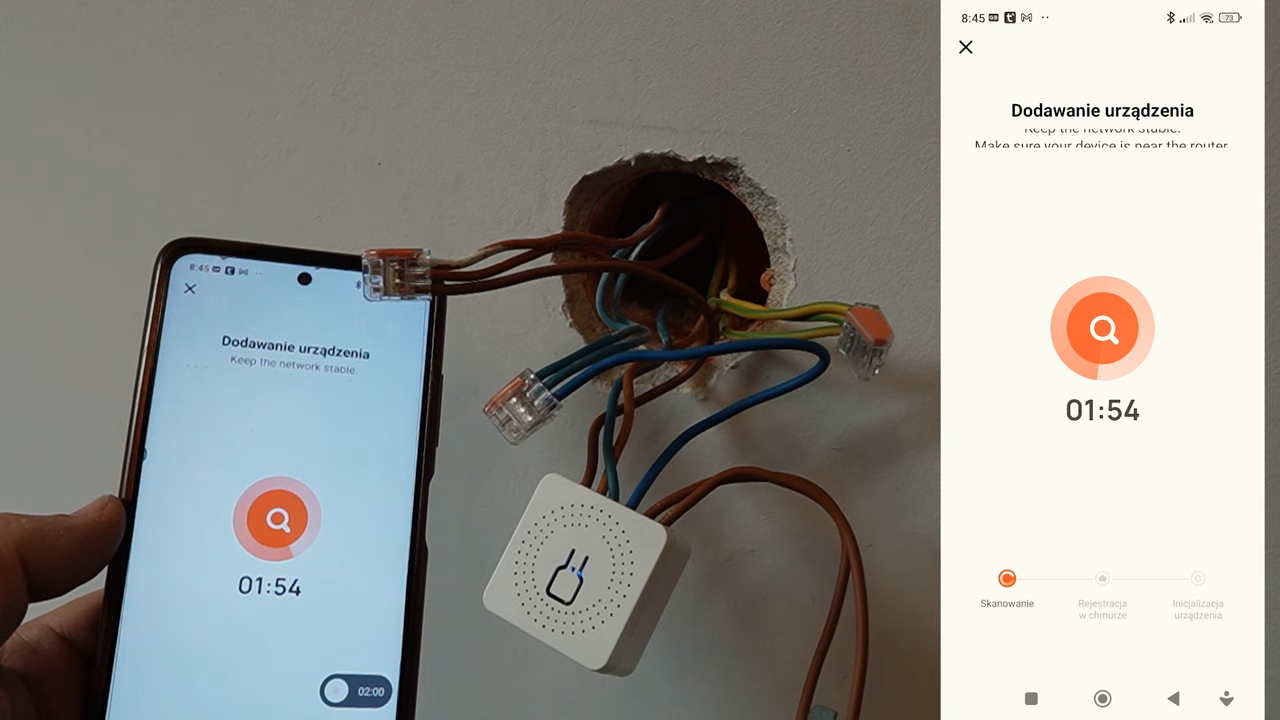 8:45
Dodawanie urządzenia
Keep the network stable.
01:54
02:00
8:45
73
Dodawanie urządzenia
Keep the network stable.
Make sure your device is near the router
01:54
Skanowanie
Rejestracja
w chmurze
Inicjalizacja
urządzenia